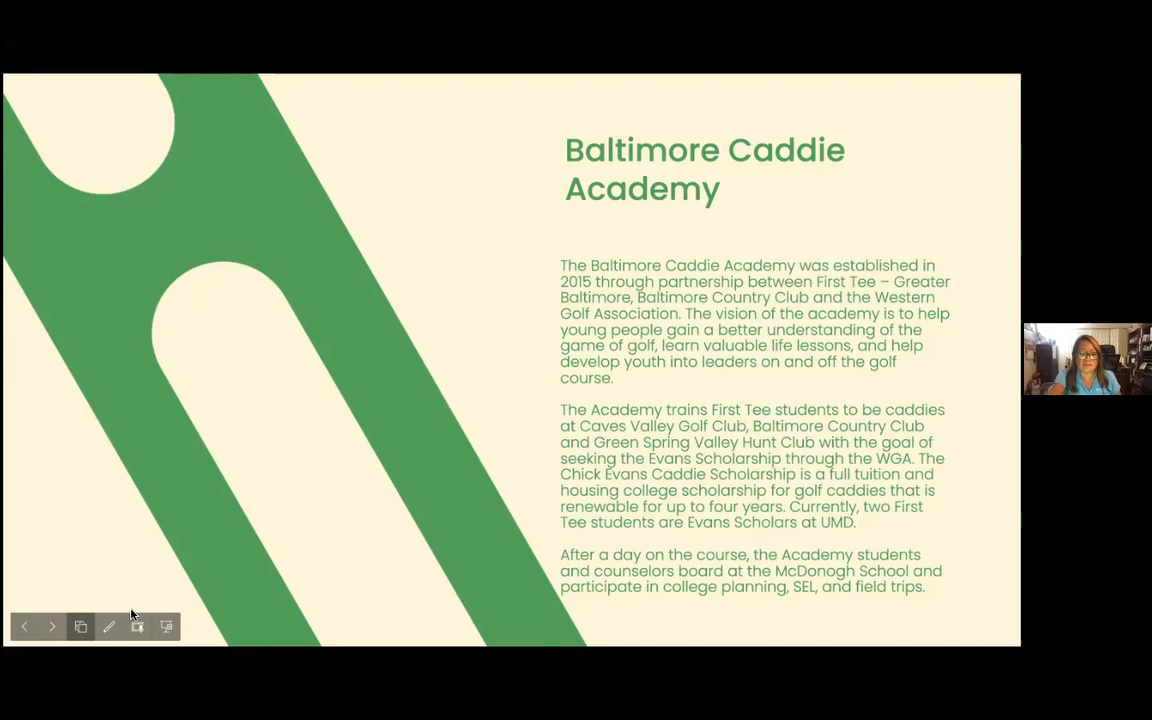 Baltimore Caddie
Academy
The Baltimore Caddie Academy was established in
2015 through partnership between First Tee – Greater
Baltimore, Baltimore Country Club and the Western
Golf Association. The vision of the academy is to help
young people gain a better understanding of the
game of golf, learn valuable life lessons, and help
develop youth into leaders on and off the golf
course.
The Academy trains First Tee students to be caddies
at Caves Valley Golf Club, Baltimore Country Club
and Green Spring Valley Hunt Club with the goal of
seeking the Evans Scholarship through the WGA. The
Chick Evans Caddie Scholarship is a full tuition and
housing college scholarship for golf caddies that is
renewable for up to four years. Currently, two First
Tee students are Evans Scholars at UMD.
After a day on the course, the Academy students
and counselors board at the McDonogh School and
participate in college planning, SEL, and field trips.